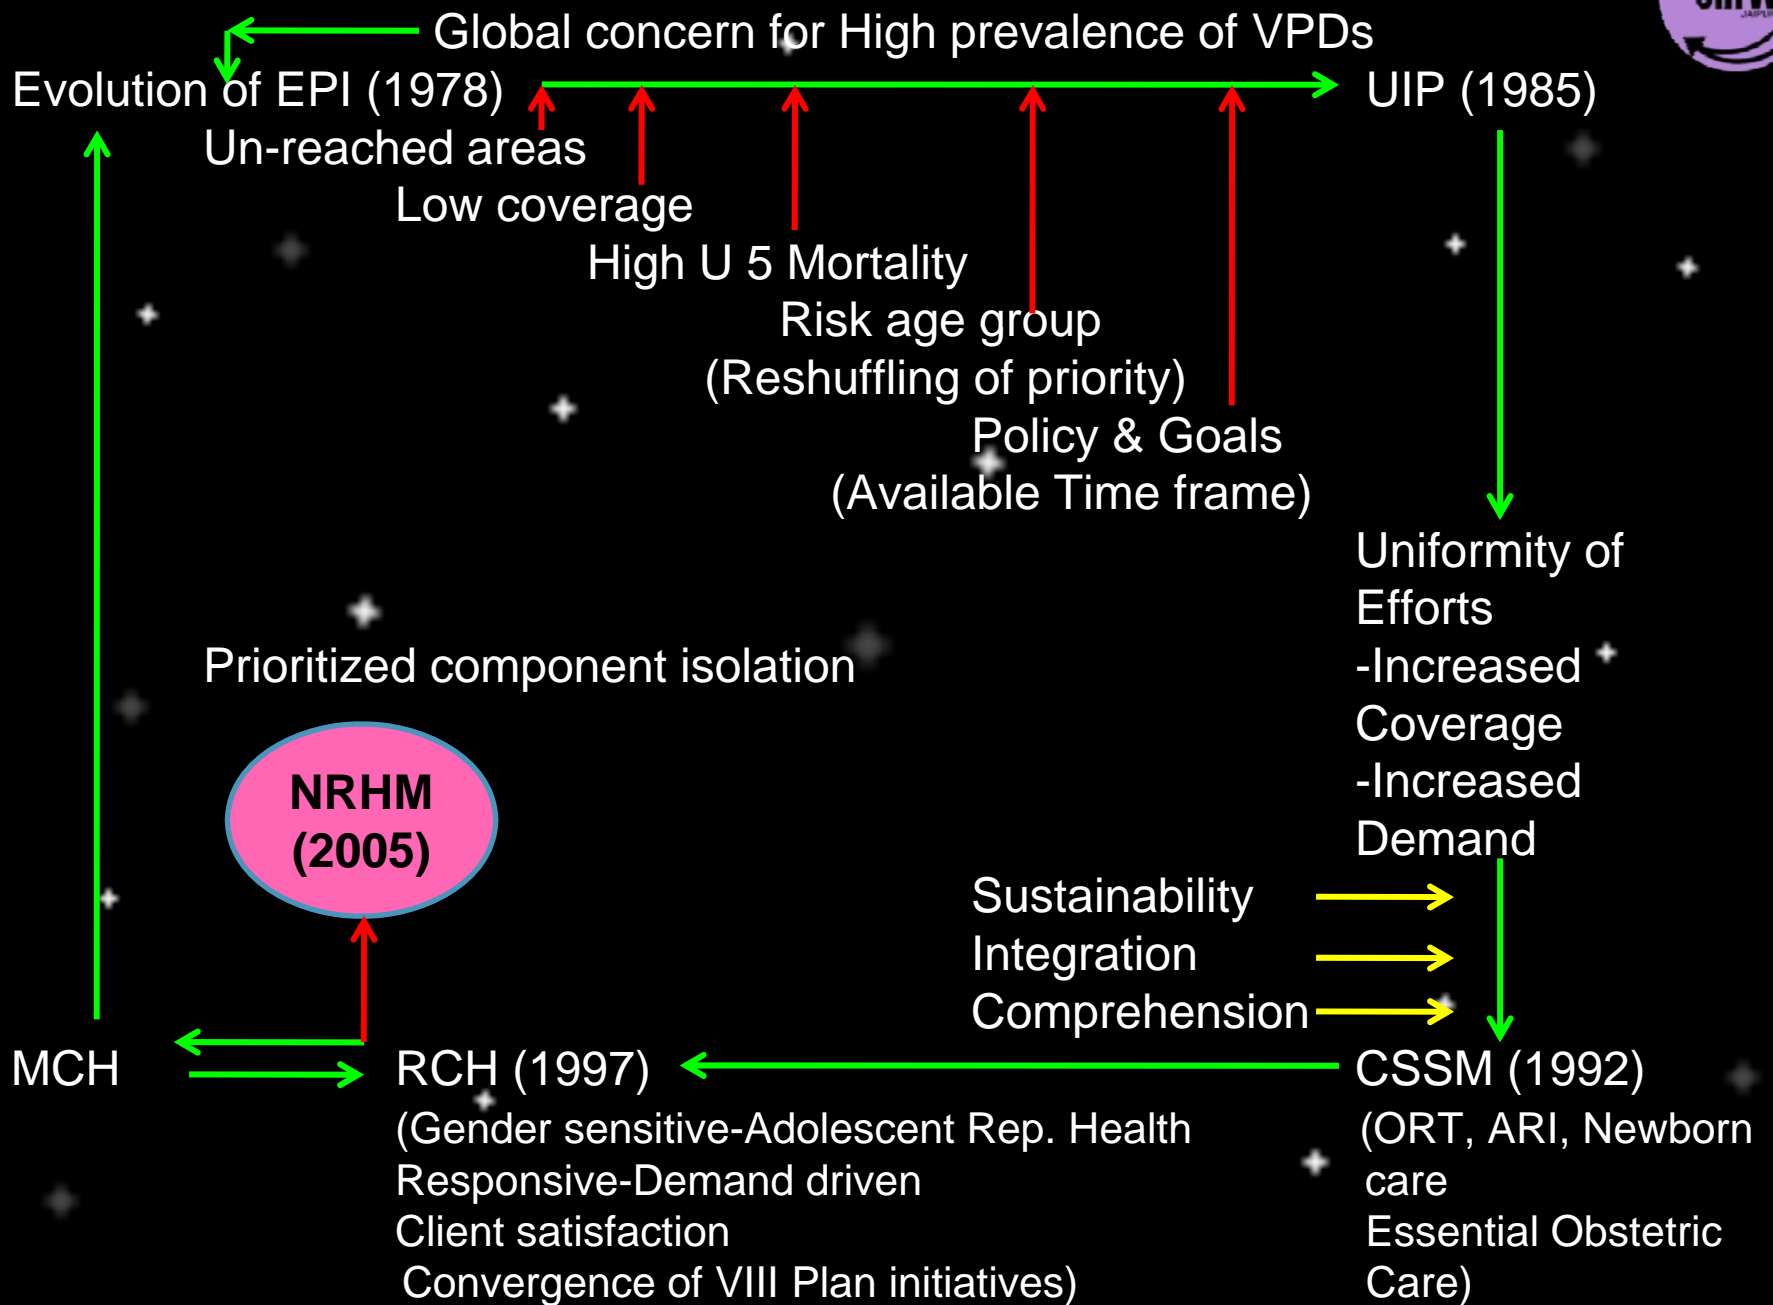 Global concern for High prevalence of VPDs
Evolution of EPI (1978)
UIP (1985)
Un-reached areas
Low coverage
High U 5 Mortality
Risk age group
(Reshuffling of priority)
Policy & Goals
(Available Time frame)
Uniformity of
Efforts
-Increased
Coverage
-Increased
Demand
Prioritized component isolation
NRHM
(2005)
Sustainability
Integration
Comprehension
MCH
RCH (1997)
(Gender sensitive-Adolescent Rep. Health
Responsive-Demand driven
Client satisfaction
Convergence of VIII Plan initiatives)
CSSM (1992)
(ORT, ARI, Newborn
care
Essential Obstetric
Care)